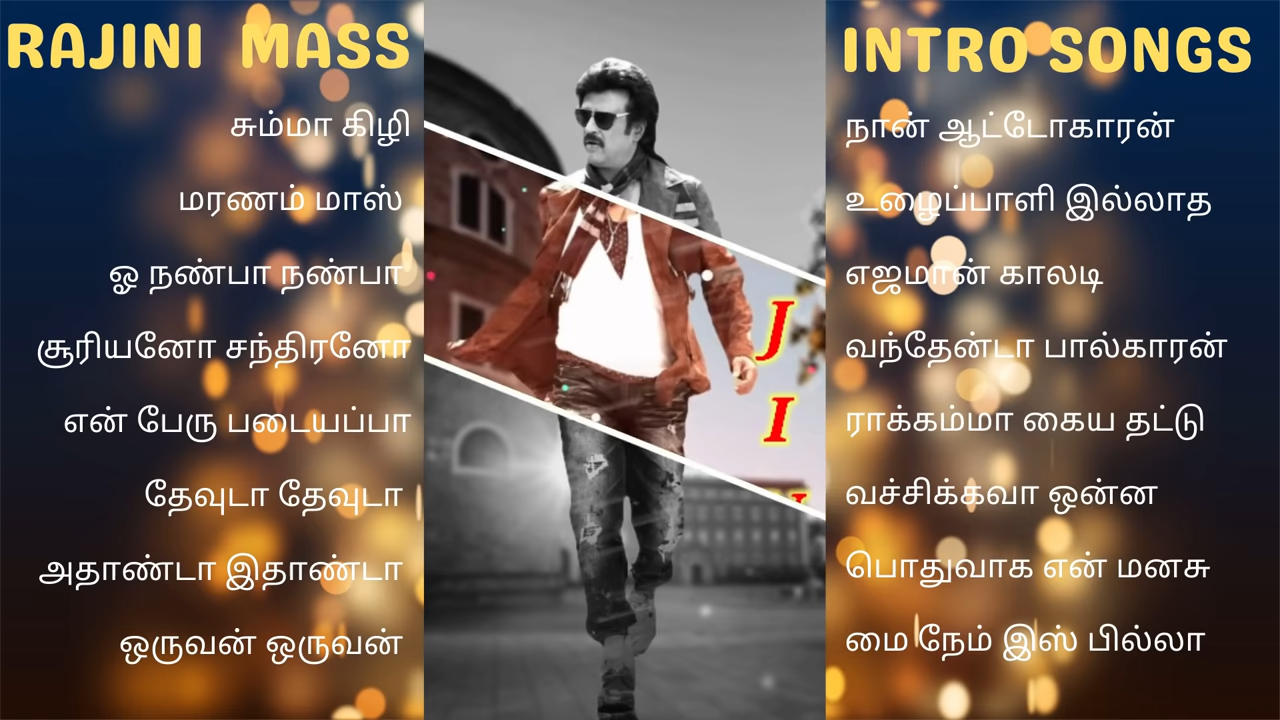 RAJINI MASS
சும்மா கிழி
மரணம் மாஸ்
ஓ நண்பா நண்பா
சூரியனோ சந்திரனோ
என் பேரு படையப்பா
தேவுடா தேவுடா
அதாண்டா இதாண்டா
ஒருவன் ஒருவன்
J
I
INTRO SONGS
நான் ஆட்டோகாரன்
உழைப்பாளி இல்லாத
எஜமான் காலடி
வந்தேன்டா பால்காரன்
ராக்கம்மா கைய தட்டு
வச்சிக்கவா ஒன்ன
பொதுவாக என் மனசு
மை நேம் இஸ் பில்லா